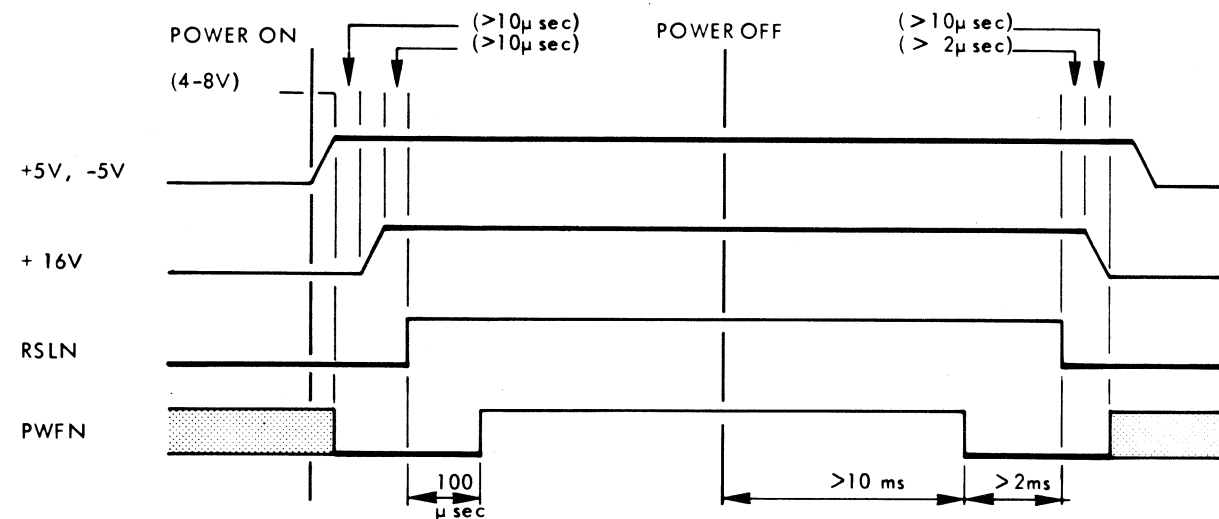 POWER ON
(>10μ sec)
(>10μ sec)
POWER OFF
(>10μ sec)
(> 2μ sec)
(4-8V)
+5V, -5V
+ 16V
RSLN
PWFN
100
μ sec
>10 ms
>2ms